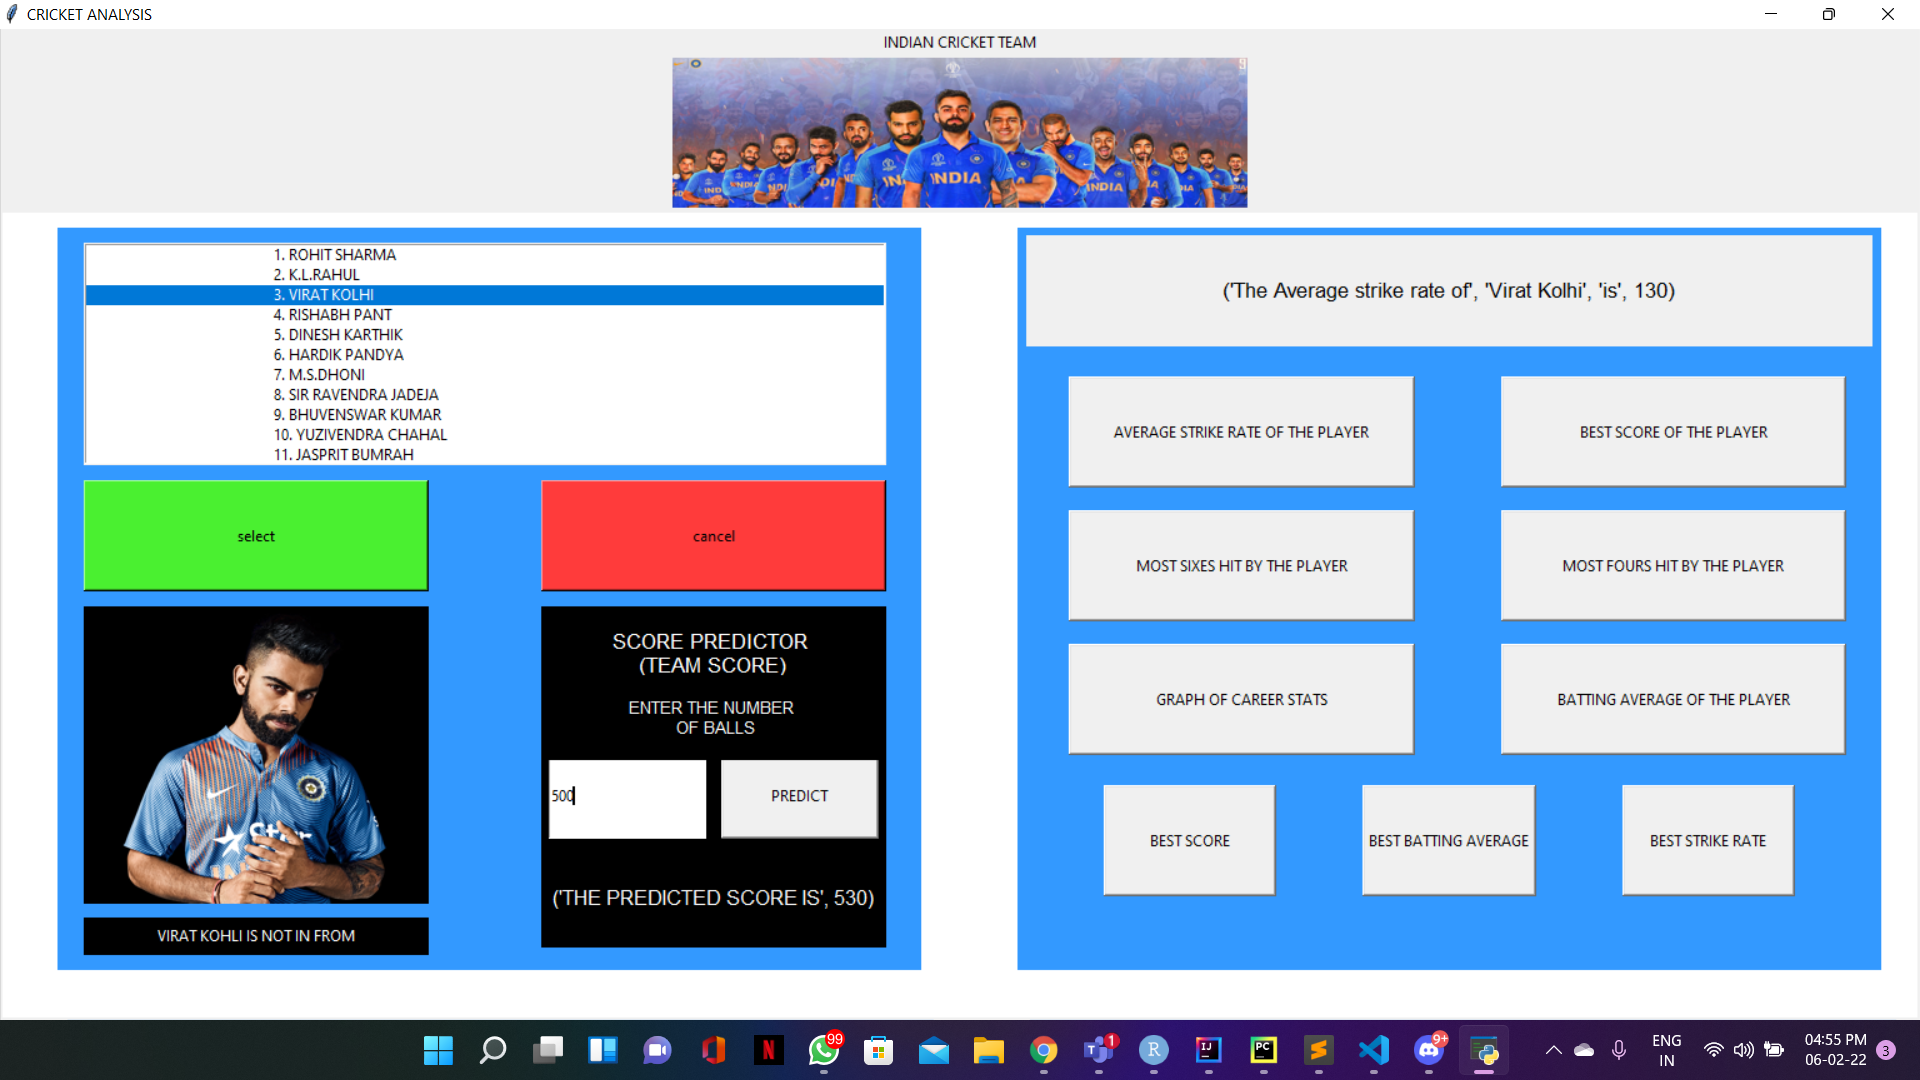 CRICKET ANALYSIS
INDIAN CRICKET TEAM
INDIA
1. ROHIT SHARMA
2. K.L.RAHUL
3. VIRAT KOLHI
4. RISHABH PANT
5. DINESH KARTHIK
6. HARDIK PANDYA
7. M.S.DHONI
8. SIR RAVENDRA JADEJA
9. BHUVENSWAR KUMAR
10. YUZIVENDRA CHAHAL
11. JASPRIT BUMRAH
select
cancel
SCORE PREDICTOR
(TEAM SCORE)
ENTER THE NUMBER
OF BALLS
500
PREDICT
('THE PREDICTED SCORE IS', 530)
VIRAT KOHLI IS NOT IN FROM
('The Average strike rate of', 'Virat Kolhi', 'is', 130)
AVERAGE STRIKE RATE OF THE PLAYER
BEST SCORE OF THE PLAYER
MOST SIXES HIT BY THE PLAYER
MOST FOURS HIT BY THE PLAYER
GRAPH OF CAREER STATS
BATTING AVERAGE OF THE PLAYER
BEST SCORE
BEST BATTING AVERAGE
BEST STRIKE RATE
99
1
9+
ENG
IN
04:55 PM
06-02-22
3